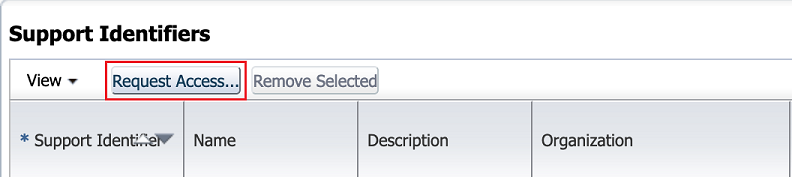 Support Identifiers
View Request Access... Remove Selected
* Support Identifier Name Description Organization